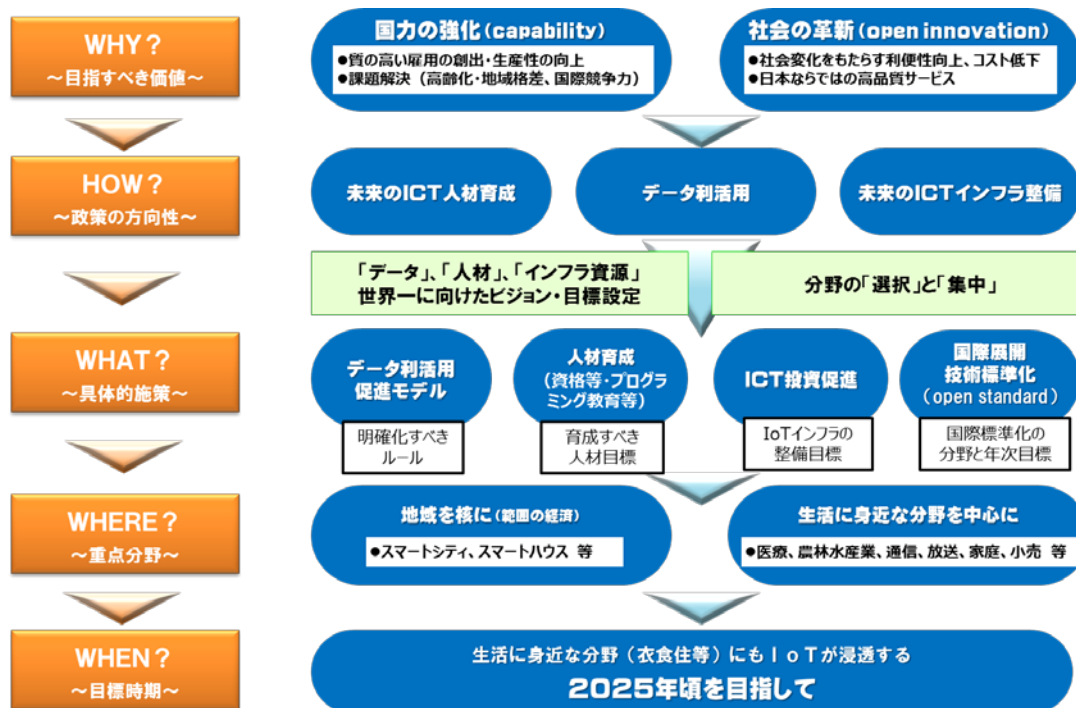 WHY?
～目指すべき価値～
国力の強化(capability)
●質の高い雇用の創出・生産性の向上
●課題解決（高齢化・地域格差、国際競争力）
社会の革新(open innovation)
●社会変化をもたらす利便性向上、コスト低下
●日本ならではの高品質サービス
HOW?
～政策の方向性～
未来のICT人材育成
データ利活用
未来のICTインフラ整備
「データ」、「人材」、「インフラ資源」
世界一に向けたビジョン・目標設定
分野の「選択」と「集中」
WHAT?
～具体的施策～
データ利活用
促進モデル
明確化すべき
ルール
人材育成
(資格等・プログラ
ミング教育等)
育成すべき
人材目標
ICT投資促進
IoTインフラの
整備目標
国際展開
技術標準化
(open standard)
国際標準化の
分野と年次目標
WHERE?
～重点分野～
地域を核に(範囲の経済)
●スマートシティ、スマートハウス 等
生活に身近な分野を中心に
●医療、農林水産業、通信、放送、家庭、小売 等
WHEN?
～目標時期～
生活に身近な分野（衣食住等）にもＩｏＴが浸透する
2025年頃を目指して